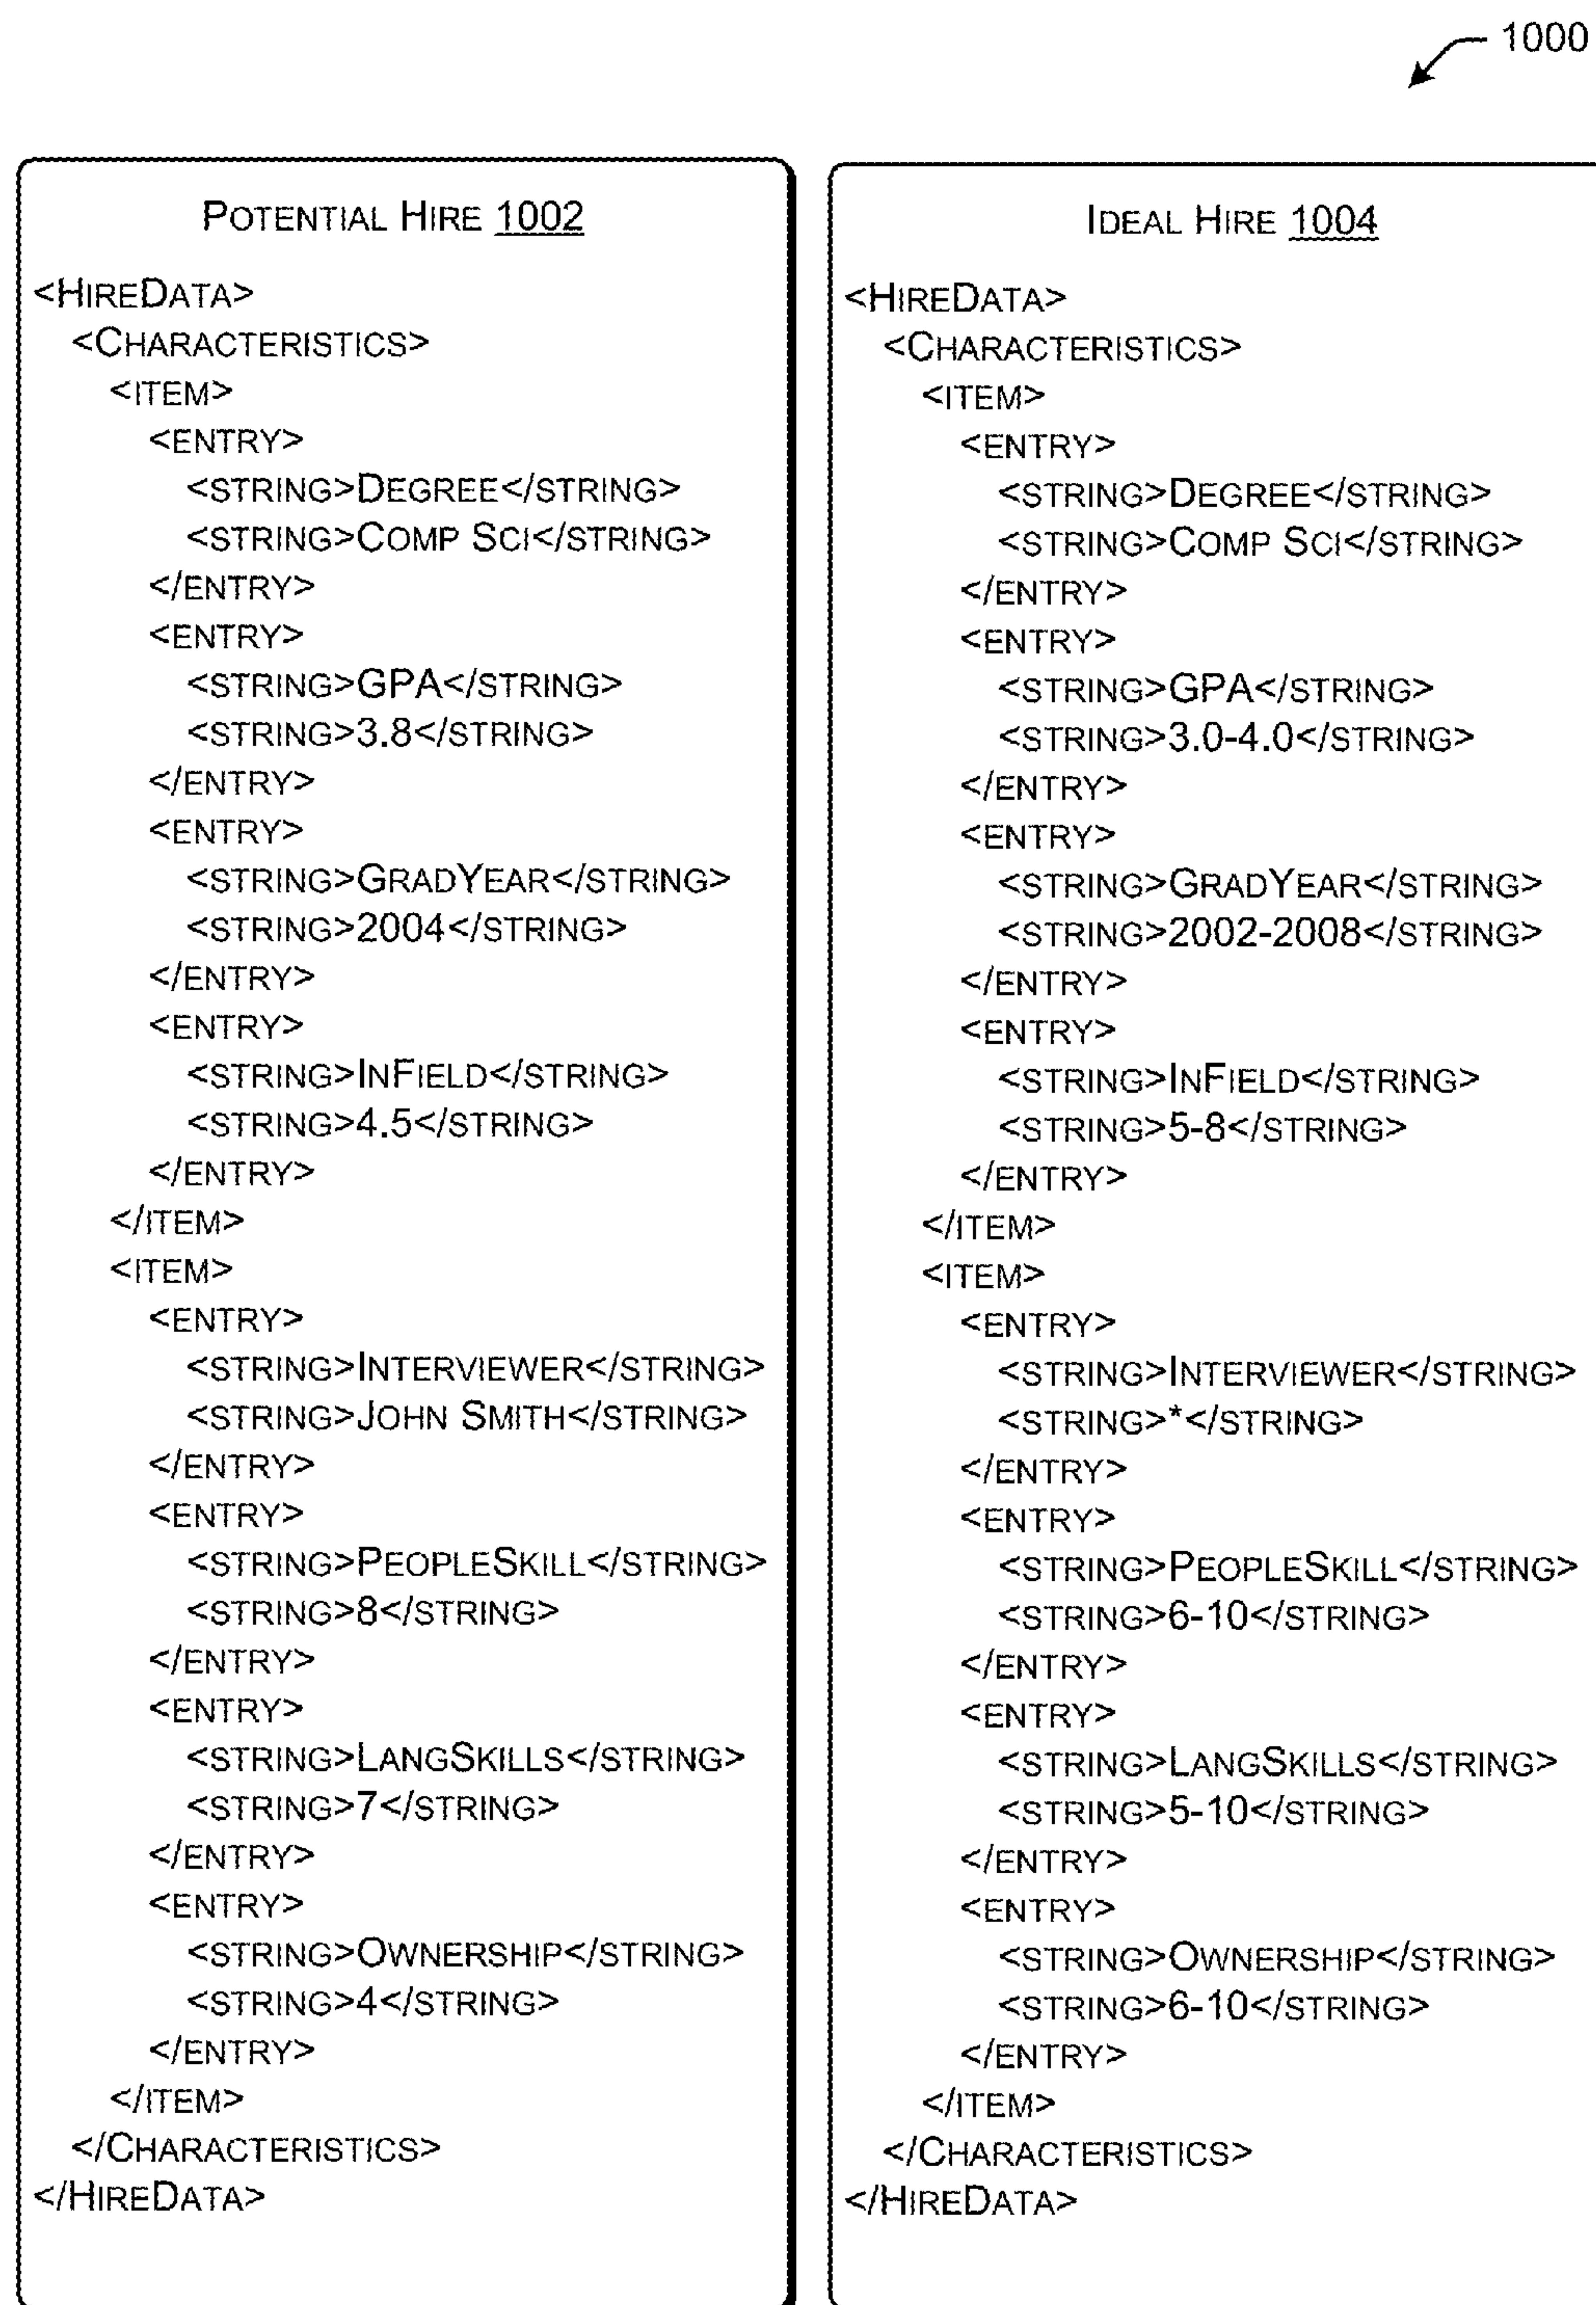 1000
POTENTIAL HIRE 1002
<HIREDATA>
<CHARACTERISTICS>
<ITEM>
<ENTRY>
<STRING>DEGREE</STRING>
<STRING>COMP SCI</STRING>
</ENTRY>
<ENTRY>
<STRING>GPA</STRING>
<STRING>3.8</STRING>
</ENTRY>
<ENTRY>
<STRING>GRADYEAR</STRING>
<STRING>2004</STRING>
</ENTRY>
<ENTRY>
<STRING>INFIELD</STRING>
<STRING>4.5</STRING>
</ENTRY>
</ITEM>
<ITEM>
<ENTRY>
<STRING>INTERVIEWER</STRING>
<STRING>JOHN SMITH</STRING>
</ENTRY>
<ENTRY>
<STRING>PEOPLESKILL</STRING>
<STRING>8</STRING>
</ENTRY>
<ENTRY>
<STRING>LANGSKILLS</STRING>
<STRING>7</STRING>
</ENTRY>
<ENTRY>
<STRING>OWNERSHIP</STRING>
<STRING>4</STRING>
</ENTRY>
</ITEM>
</CHARACTERISTICS>
</HIREDATA>
IDEAL HIRE 1004
<HIREDATA>
<CHARACTERISTICS>
<ITEM>
<ENTRY>
<STRING>DEGREE</STRING>
<STRING>COMP SCI</STRING>
</ENTRY>
<ENTRY>
<STRING>GPA</STRING>
<STRING>3.0-4.0</STRING>
</ENTRY>
<ENTRY>
<STRING>GRADYEAR</STRING>
<STRING>2002-2008</STRING>
</ENTRY>
<ENTRY>
<STRING>INFIELD</STRING>
<STRING>5-8</STRING>
</ENTRY>
</ITEM>
<ITEM>
<ENTRY>
<STRING>INTERVIEWER</STRING>
<STRING>*</STRING>
</ENTRY>
<ENTRY>
<STRING>PEOPLESKILL</STRING>
<STRING>6-10</STRING>
</ENTRY>
<ENTRY>
<STRING>LANGSKILLS</STRING>
<STRING>5-10</STRING>
</ENTRY>
<ENTRY>
<STRING>OWNERSHIP</STRING>
<STRING>6-10</STRING>
</ENTRY>
</ITEM>
</CHARACTERISTICS>
</HIREDATA>